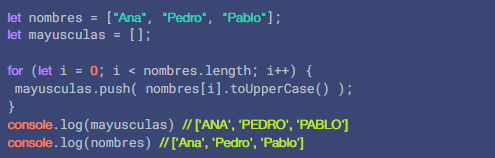 let nombres = ["Ana", "Pedro", "Pablo"];
let mayusculas = [];
for (let i = 0; i < nombres.length; i++) {
mayusculas.push( nombres[i].toUpperCase() );
}
console.log(mayusculas) // ['ANA', 'PEDRO', 'PABLO']
console.log(nombres) // ['Ana', 'Pedro', 'Pablo']